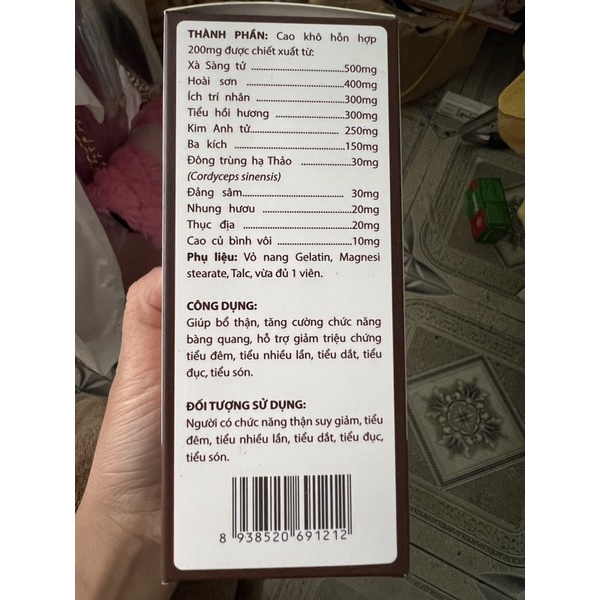 THÀNH PHẦN: Cao khô hỗn hợp
200mg được chiết xuất từ:
Xà Sàng tử ................................500mg
Hoài sơn ................................400mg
Ích trí nhân ................................300mg
Tiểu hồi hương ........................300mg
Kim Anh tử................................ 250mg
Ba kích ................................150mg
Đông trùng hạ Thảo ................30mg
(Cordyceps sinensis)
Đảng sâm................................ 30mg
Nhung hươu ............................20mg
Thục địa ................................20mg
Cao củ bình vôi ........................10mg
Phụ liệu: Vỏ nang Gelatin, Magnesi
stearate, Talc, vừa đủ 1 viên.
CÔNG DỤNG:
Giúp bổ thận, tăng cường chức năng
bàng quang, hỗ trợ giảm triệu chứng
tiểu đêm, tiểu nhiều lần, tiểu dắt, tiểu
đục, tiểu són.
ĐỐI TƯỢNG SỬ DỤNG:
Người có chức năng thận suy giảm, tiểu
đêm, tiểu nhiều lần, tiểu dắt, tiểu đục,
tiểu són.
8 938520 691212